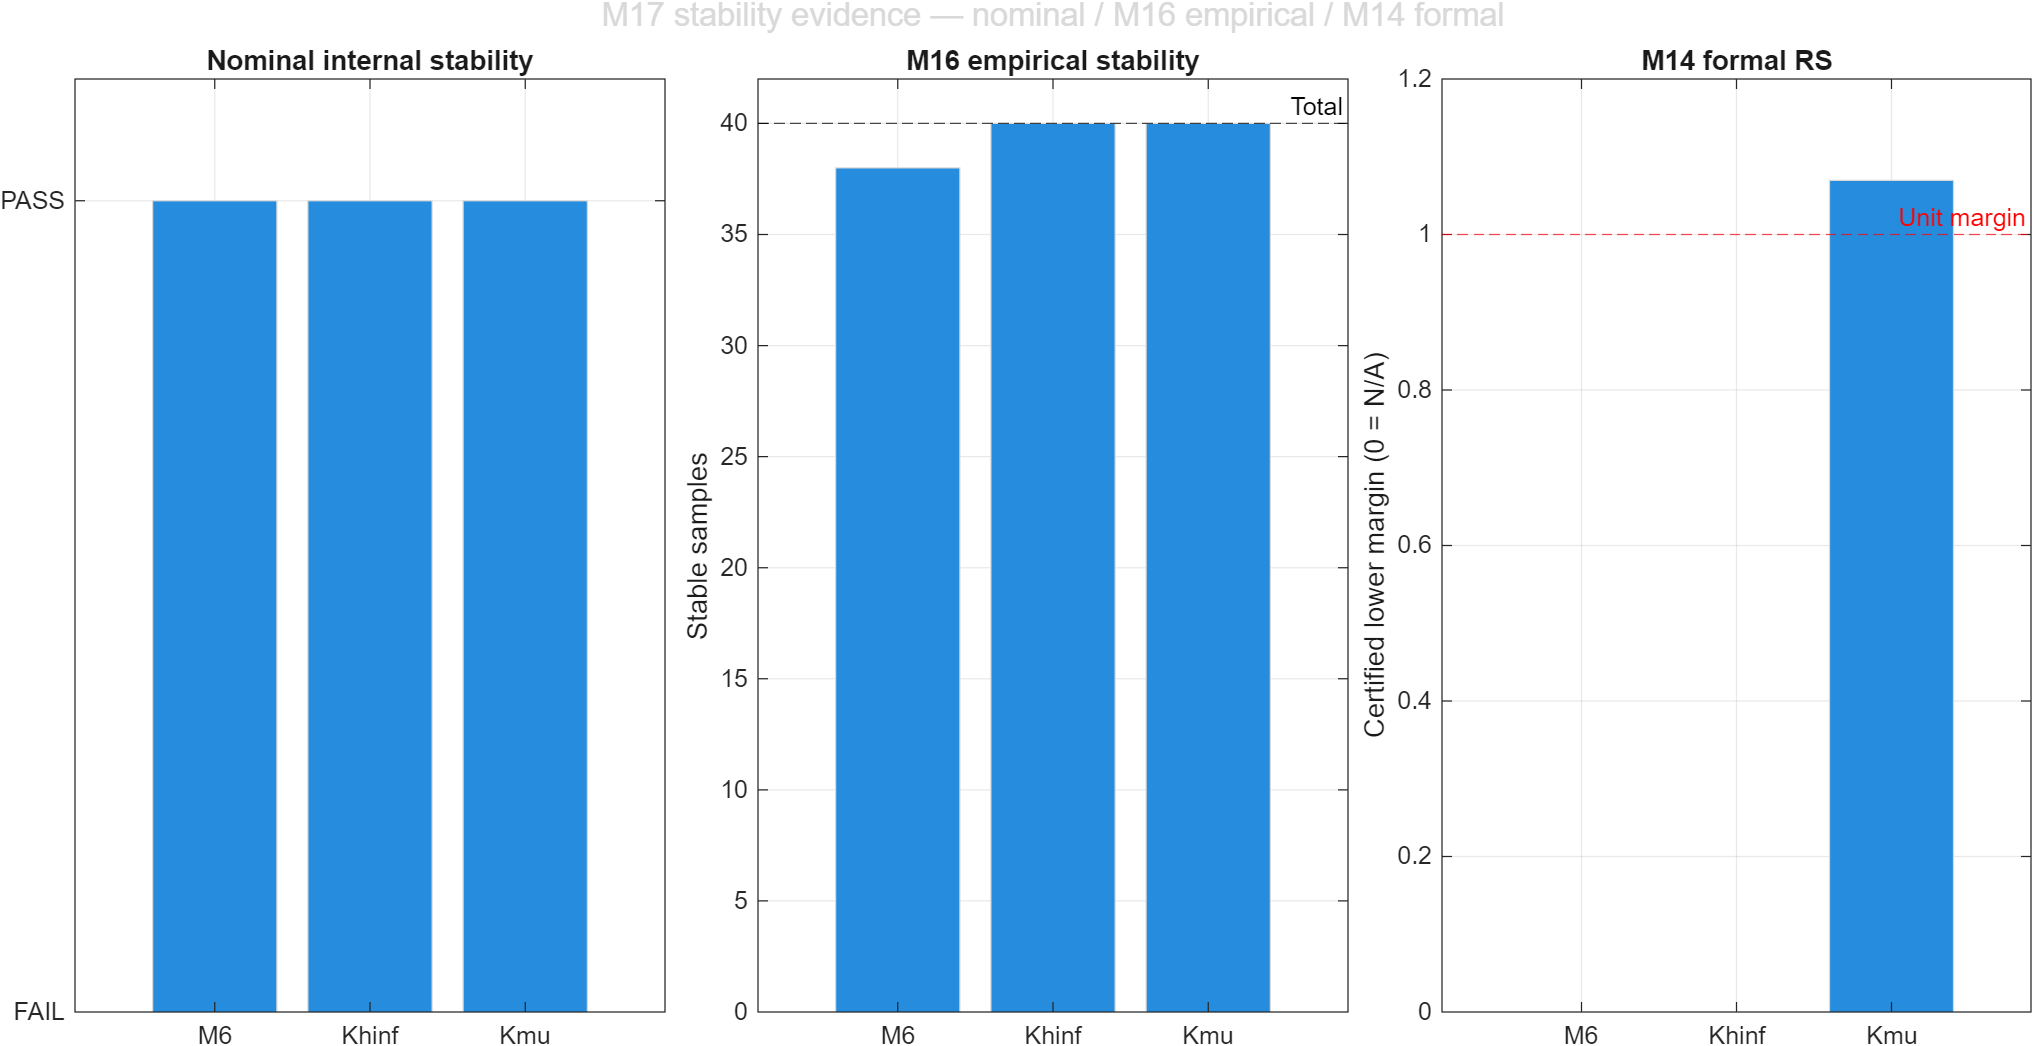 M17 stability evidence — nominal / M16 empirical / M14 formal
Nominal internal stability
PASS
FAIL
M6
Khinf
Kmu
M16 empirical stability
Stable samples
40
35
30
25
20
15
10
5
0
Total
M6
Khinf
Kmu
M14 formal RS
Certified lower margin (0 = N/A)
1.2
1
0.8
0.6
0.4
0.2
0
Unit margin
M6
Khinf
Kmu